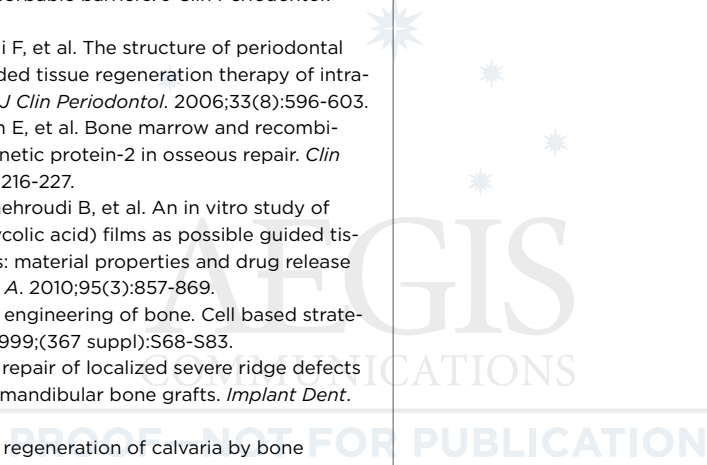 i F, et al. The structure of periodontal
ded tissue regeneration therapy of intra-
J Clin Periodontol. 2006;33(8):596-603.
n E, et al. Bone marrow and recombi-
netic protein-2 in osseous repair. Clin
216-227.
nehroudi B, et al. An in vitro study of
ycolic acid) films as possible guided tis-
s: material properties and drug release
A. 2010;95(3):857-869.
engineering of bone. Cell based strate-
999;(367 suppl):S68-S83.
repair of localized severe ridge defects
mandibular bone grafts. Implant Dent.
regeneration of calvaria by bone
AEGIS
COMMUNICATIONS
PROOF—NOT FOR PUBLICATION